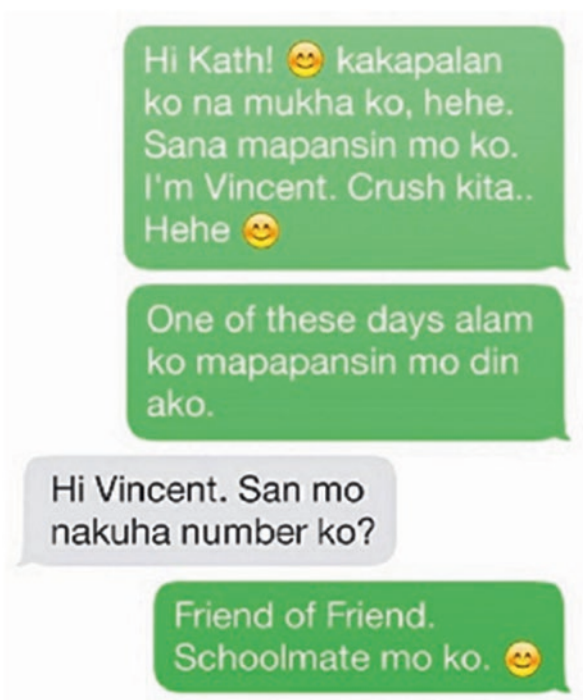 Hi Kath! 😊 kakapalan
ko na mukha ko, hehe.
Sana mapansin mo ko.
I'm Vincent. Crush kita..
Hehe 😊
One of these days alam
ko mapapansin mo din
ako.
Hi Vincent. San mo
nakuha number ko?
Friend of Friend.
Schoolmate mo ko. 😊